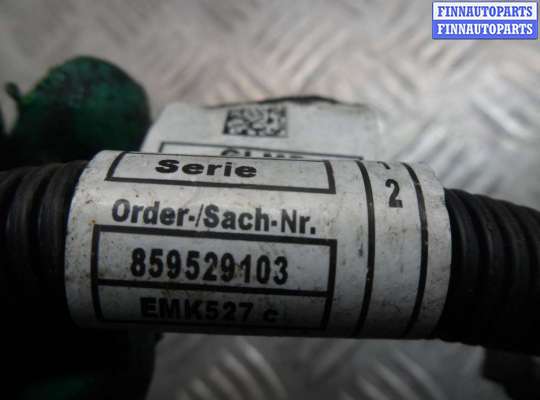 FINNAUTOPARTS
FINNAUTOPARTS
Serie
2
Order-/Sach-Nr.
859529103
EMK527 c